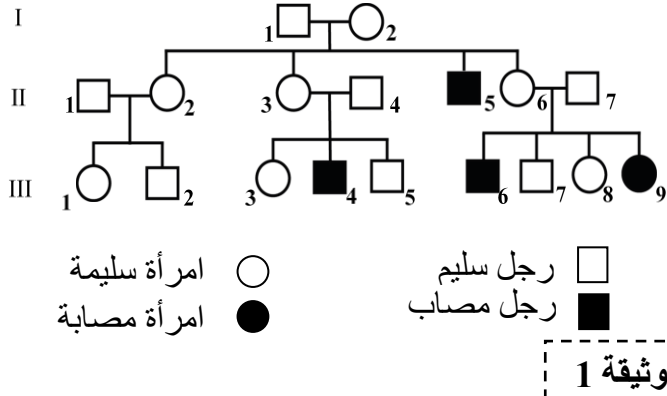 I
1 2
II
1 2 3 4 5 6 7
III
1 2 3 4 5 6 7 8 9
رجل سليم امرأة سليمة
رجل مصاب امرأة مصابة
وثيقة 1